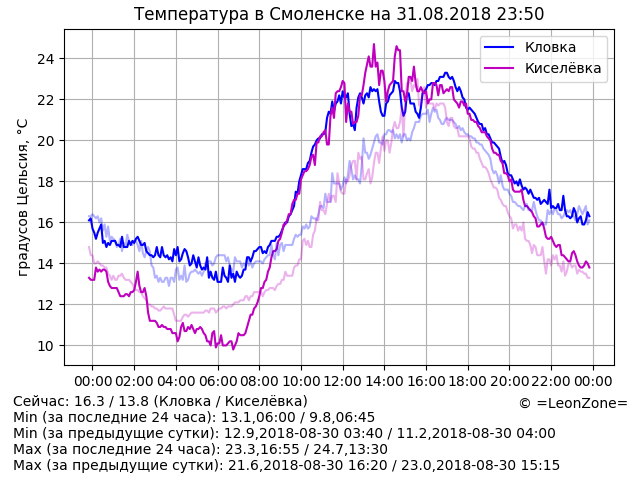 Температура в Смоленске на 31.08.2018 23:50
Кловка
Киселёвка
градусов Цельсия, °C
24
22
20
18
16
14
12
10
00:00 02:00 04:00 06:00 08:00 10:00 12:00 14:00 16:00 18:00 20:00 22:00 00:00
Сейчас: 16.3 / 13.8 (Кловка / Киселёвка)
© =LeonZone=
Min (за последние 24 часа): 13.1,06:00 / 9.8,06:45
Min (за предыдущие сутки): 12.9,2018-08-30 03:40 / 11.2,2018-08-30 04:00
Max (за последние 24 часа): 23.3,16:55 / 24.7,13:30
Max (за предыдущие сутки): 21.6,2018-08-30 16:20 / 23.0,2018-08-30 15:15